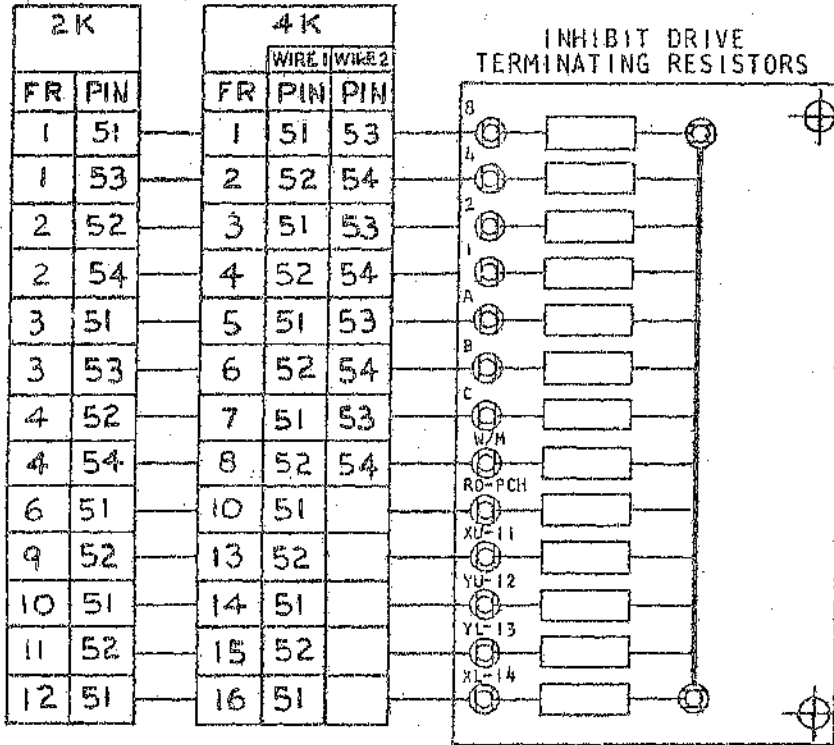 2K
4K
INHIBIT DRIVE
TERMINATING RESISTORS
WIRE 1 WIRE 2
FR PIN FR PIN PIN
1 51 1 51 53 8
1 53 2 52 54 4
2 52 3 51 53 2
2 54 4 52 54 1
3 51 5 51 53 A
3 53 6 52 54 B
4 52 7 51 53 C
4 54 8 52 54 W/M
6 51 10 51 RD-PCH
9 52 13 52 XU-11
10 51 14 51 YU-12
11 52 15 52 YL-13
12 51 16 51 XL-14